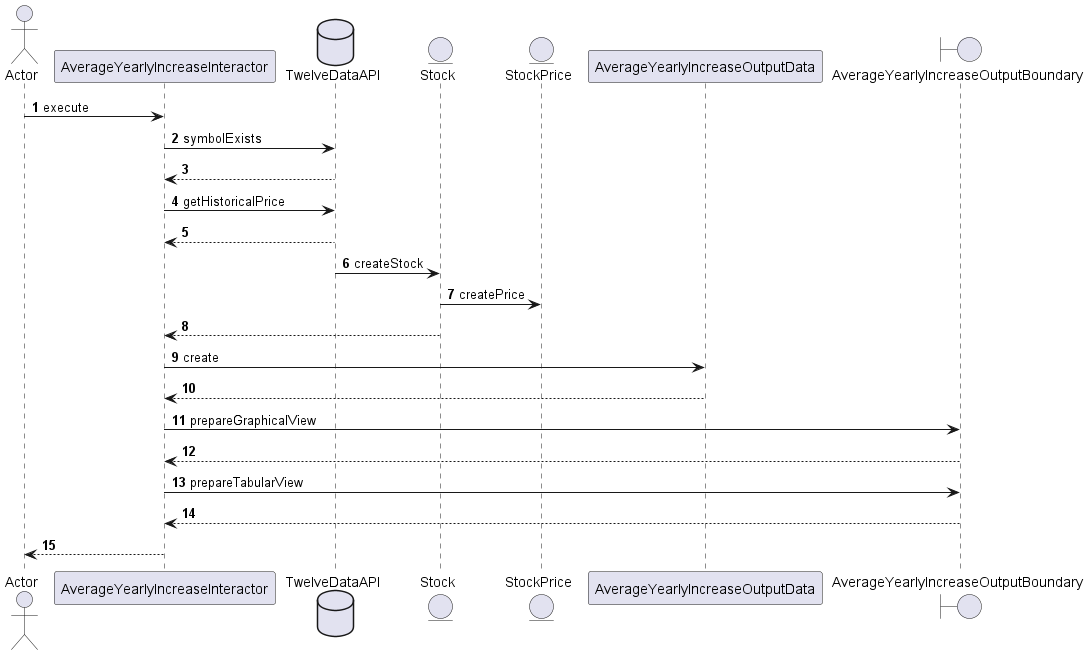 Actor
AverageYearlyIncreaseInteractor
TwelveDataAPI
Stock
StockPrice
AverageYearlyIncreaseOutputData
AverageYearlyIncreaseOutputBoundary
1 execute
2 symbolExists
3
4 getHistoricalPrice
5
6 createStock
7 createPrice
8
9 create
10
11 prepareGraphicalView
12
13 prepareTabularView
14
15
Actor
AverageYearlyIncreaseInteractor
TwelveDataAPI
Stock
StockPrice
AverageYearlyIncreaseOutputData
AverageYearlyIncreaseOutputBoundary